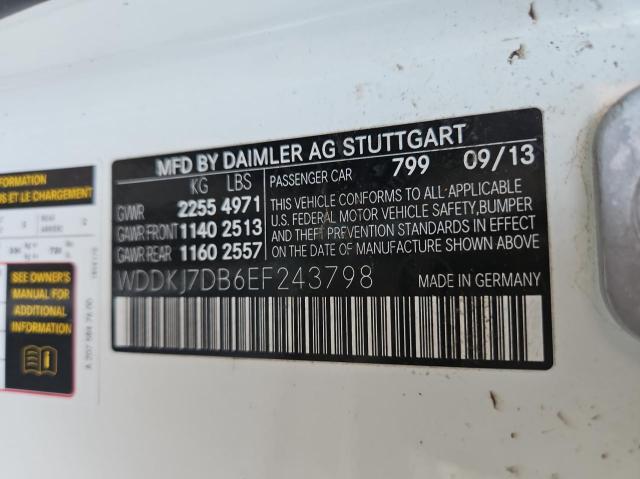 MFD BY DAIMLER AG STUTTGART
KG LBS
GVWR 2255 4971
GAWR FRONT 1140 2513
GAWR REAR 1160 2557
PASSENGER CAR 799 09/13
THIS VEHICLE CONFORMS TO ALL APPLICABLE
U.S. FEDERAL MOTOR VEHICLE SAFETY, BUMPER
AND THEFT PREVENTION STANDARDS IN EFFECT
ON THE DATE OF MANUFACTURE SHOWN ABOVE.
WDDKJ7DB6EF243798
MADE IN GERMANY
FORMATION
S ET LE CHARGEMENT
SEE OWNER'S
MANUAL FOR
ADDITIONAL
INFORMATION